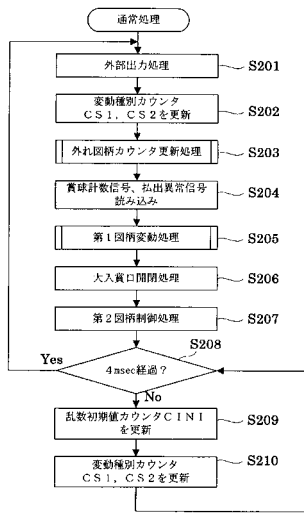 通常処理
外部出力処理
S201
変動種別カウンタ
CS1，CS2を更新
S202
外れ図柄カウンタ更新処理
S203
賞球計数信号、払出異常信号
読み込み
S204
第1図柄変動処理
S205
大入賞口開閉処理
S206
第2図柄制御処理
S207
S208
Yes
4msec経過？
No
乱数初期値カウンタCINI
を更新
S209
変動種別カウンタ
CS1，CS2を更新
S210